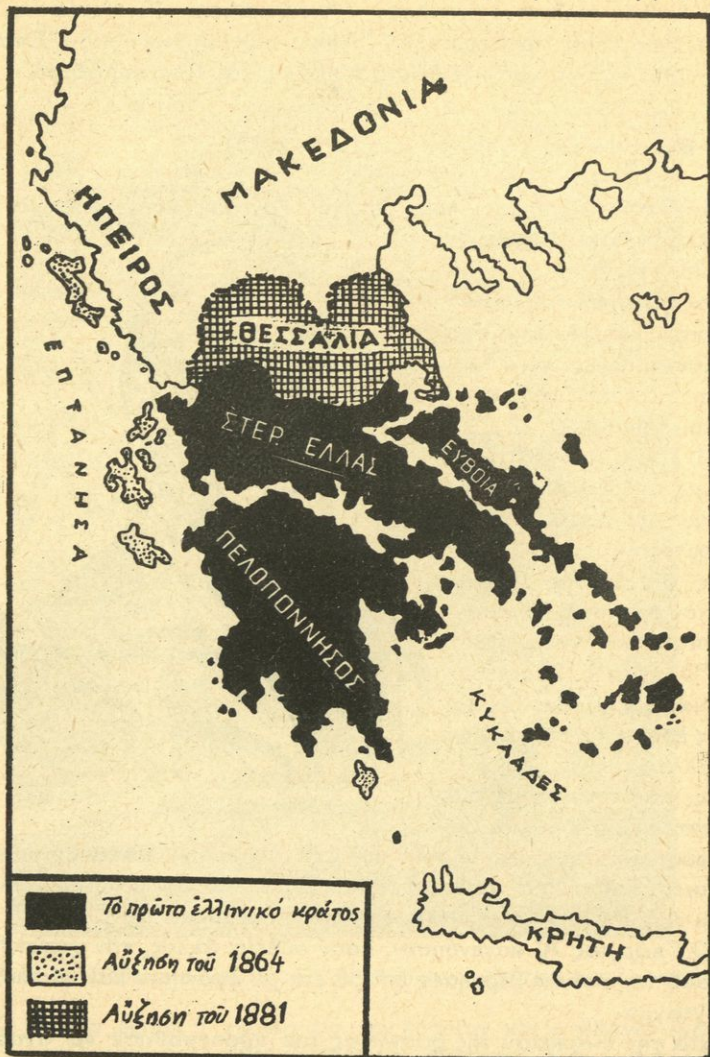 ΜΑΚΕΔΟΝΙΑ
ΗΠΕΙΡΟΣ
ΘΕΣΣΑΛΙΑ
ΕΠΤΑΝΗΣΑ
ΣΤΕΡ. ΕΛΛΑΣ
ΕΥΒΟΙΑ
ΠΕΛΟΠΟΝΝΗΣΟΣ
ΚΥΚΛΑΔΕΣ
ΚΡΗΤΗ
Τὸ πρῶτο ἑλληνικό κράτος
Αὔξηση τοῦ 1864
Αὔξηση τοῦ 1881